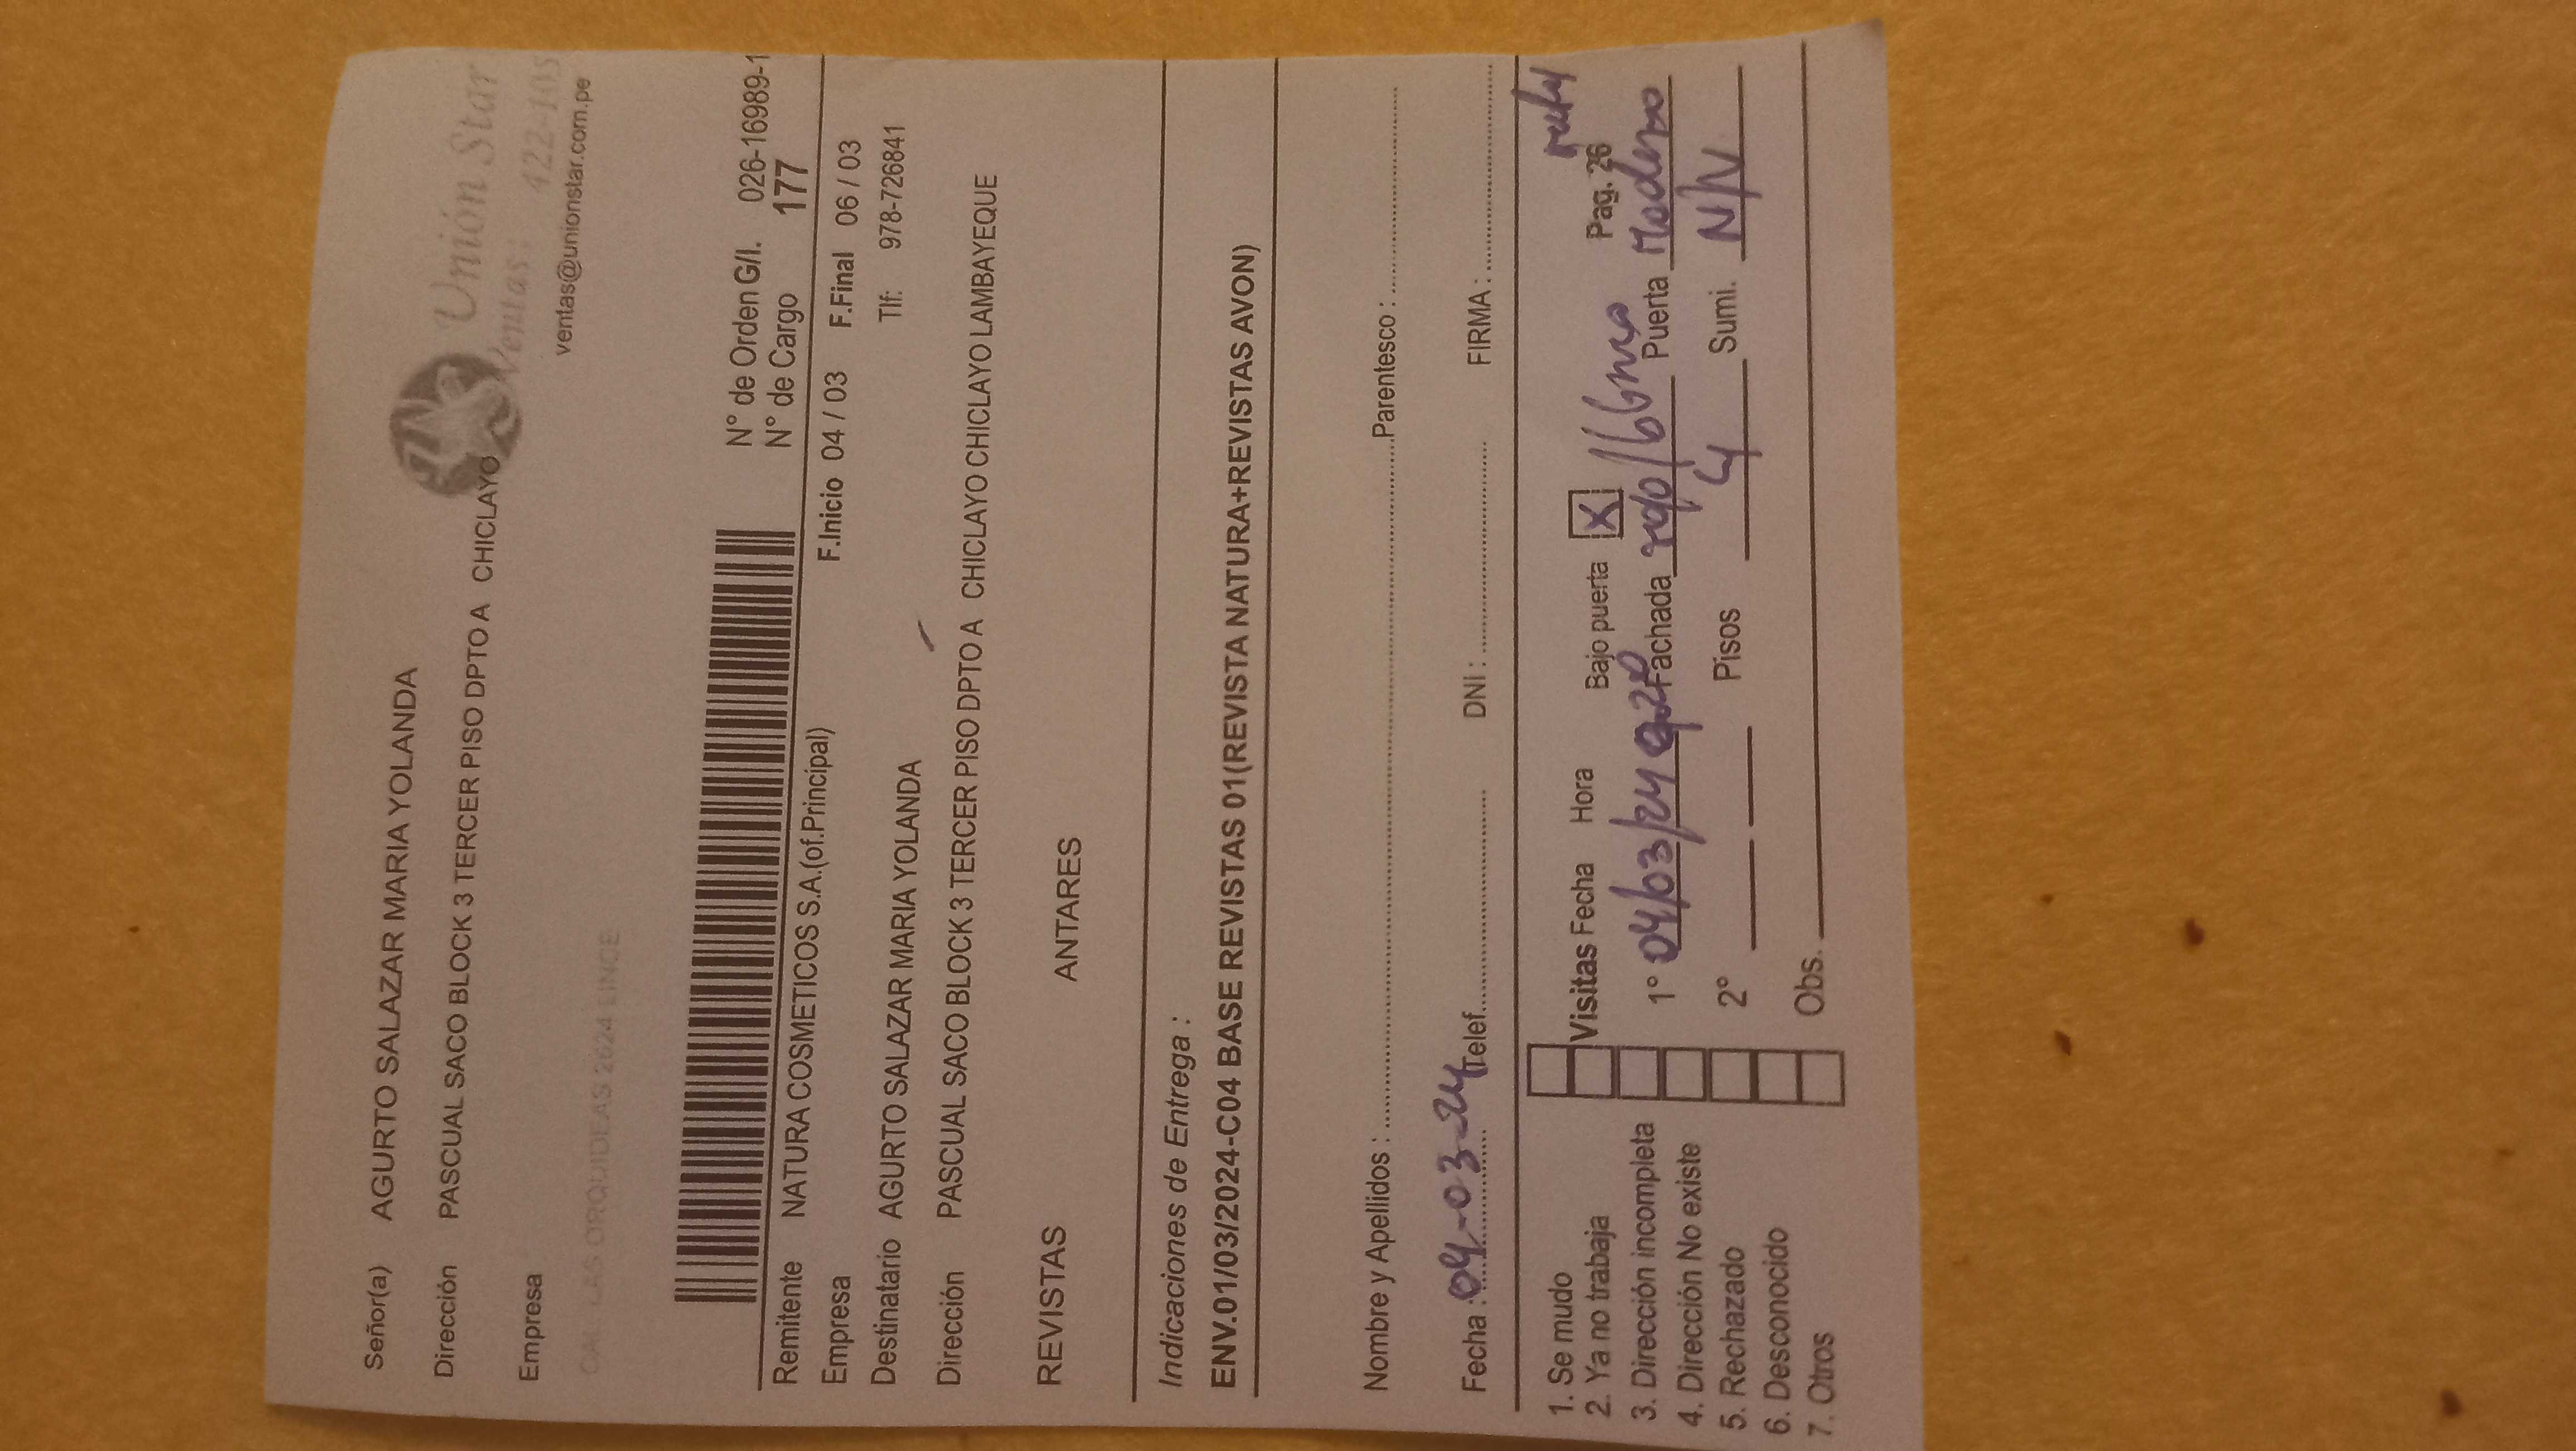 Unión Star
Ventas: 422-105
ventas@unionstar.com.pe
Señor(a) AGURTO SALAZAR MARIA YOLANDA
Dirección PASCUAL SACO BLOCK 3 TERCER PISO DPTO A CHICLAYO
Empresa
LAS ORQUIDEAS 2624 LINCE
N° de Orden G/I. 026-16989-1
N° de Cargo 177
Remitente NATURA COSMETICOS S.A.(of.Principal)
Empresa F.Inicio 04 / 03 F.Final 06 / 03
Destinatario AGURTO SALAZAR MARIA YOLANDA Tlf: 978-726841
Dirección PASCUAL SACO BLOCK 3 TERCER PISO DPTO A CHICLAYO CHICLAYO LAMBAYEQUE
REVISTAS ANTARES
Indicaciones de Entrega :
ENV.01/03/2024-C04 BASE REVISTAS 01(REVISTA NATURA+REVISTAS AVON)
Nombre y Apellidos : Parentesco :
Fecha : 04-03-24 Telef. DNI : FIRMA :
1. Se mudo
2. Ya no trabaja Visitas Fecha Hora Bajo puerta X Pag. 26
3. Dirección incompleta 1° 04/03/24 Fachada Puerta Moderno
4. Dirección No existe
5. Rechazado 2° Pisos 4 Sumi. N/N
6. Desconocido
7. Otros Obs.